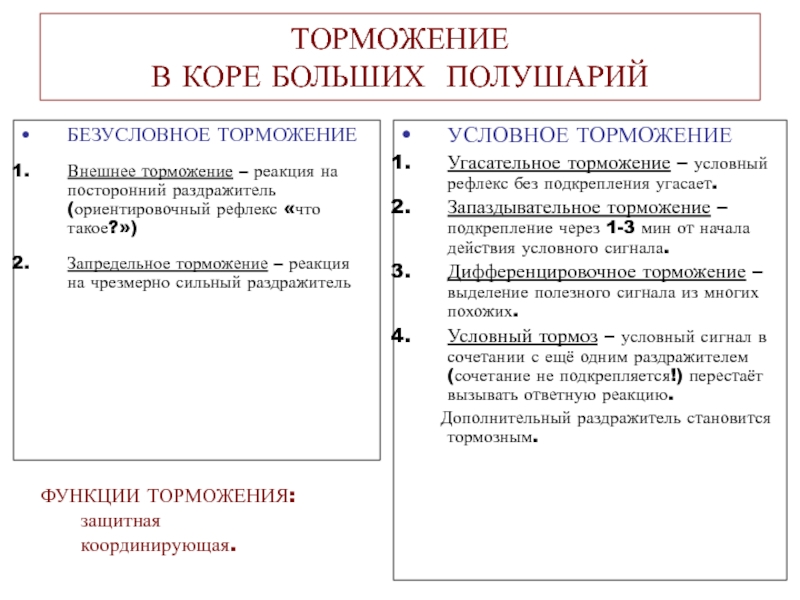 ТОРМОЖЕНИЕ
В КОРЕ БОЛЬШИХ ПОЛУШАРИЙ
• БЕЗУСЛОВНОЕ ТОРМОЖЕНИЕ
1. Внешнее торможение – реакция на
посторонний раздражитель
(ориентировочный рефлекс «что
такое?»)
2. Запредельное торможение – реакция
на чрезмерно сильный раздражитель
• УСЛОВНОЕ ТОРМОЖЕНИЕ
1. Угасательное торможение – условный
рефлекс без подкрепления угасает.
2. Запаздывательное торможение –
подкрепление через 1-3 мин от начала
действия условного сигнала.
3. Дифференцировочное торможение –
выделение полезного сигнала из многих
похожих.
4. Условный тормоз – условный сигнал в
сочетании с ещё одним раздражителем
(сочетание не подкрепляется!) перестаёт
вызывать ответную реакцию.
Дополнительный раздражитель становится
тормозным.
ФУНКЦИИ ТОРМОЖЕНИЯ:
защитная
координирующая.